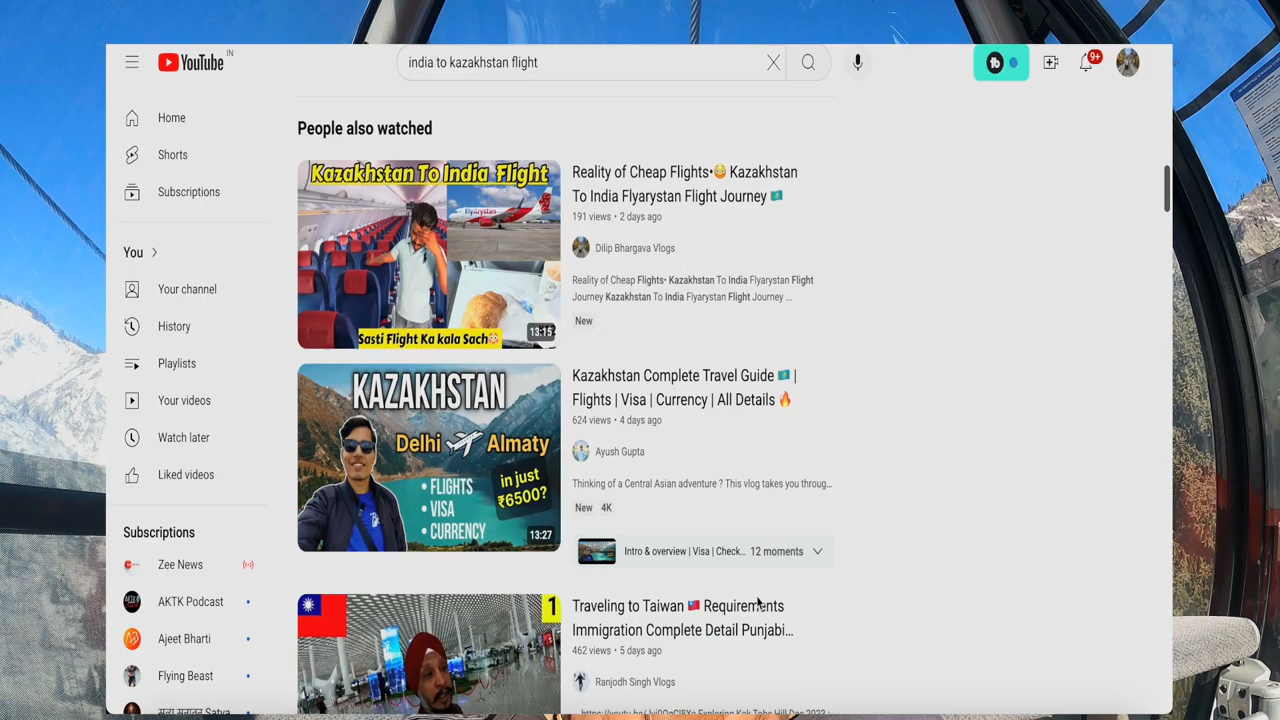 YouTube IN
india to kazakhstan flight
9+
Home
Shorts
Subscriptions
You
Your channel
History
Playlists
Your videos
Watch later
Liked videos
Subscriptions
Zee News
AKTK Podcast
Ajeet Bharti
Flying Beast
People also watched
Kazakhstan To India Flight
FlyArystan
Sasti Flight Ka kala Sach
13:15
Reality of Cheap Flights•😳 Kazakhstan
To India Flyarystan Flight Journey 🇰🇿
191 views • 2 days ago
Dilip Bhargava Vlogs
Reality of Cheap Flights• Kazakhstan To India Flyarystan Flight
Journey Kazakhstan To India Flyarystan Flight Journey ...
New
KAZAKHSTAN
Delhi Almaty
• FLIGHTS
• VISA
• CURRENCY
in just
₹6500?
13:27
Kazakhstan Complete Travel Guide 🇰🇿 |
Flights | Visa | Currency | All Details 🔥
624 views • 4 days ago
Ayush Gupta
Thinking of a Central Asian adventure ? This vlog takes you throug...
New 4K
Intro & overview | Visa | Check... 12 moments
1
Traveling to Taiwan 🇹🇼 Requirements
Immigration Complete Detail Punjabi...
462 views • 5 days ago
Ranjodh Singh Vlogs